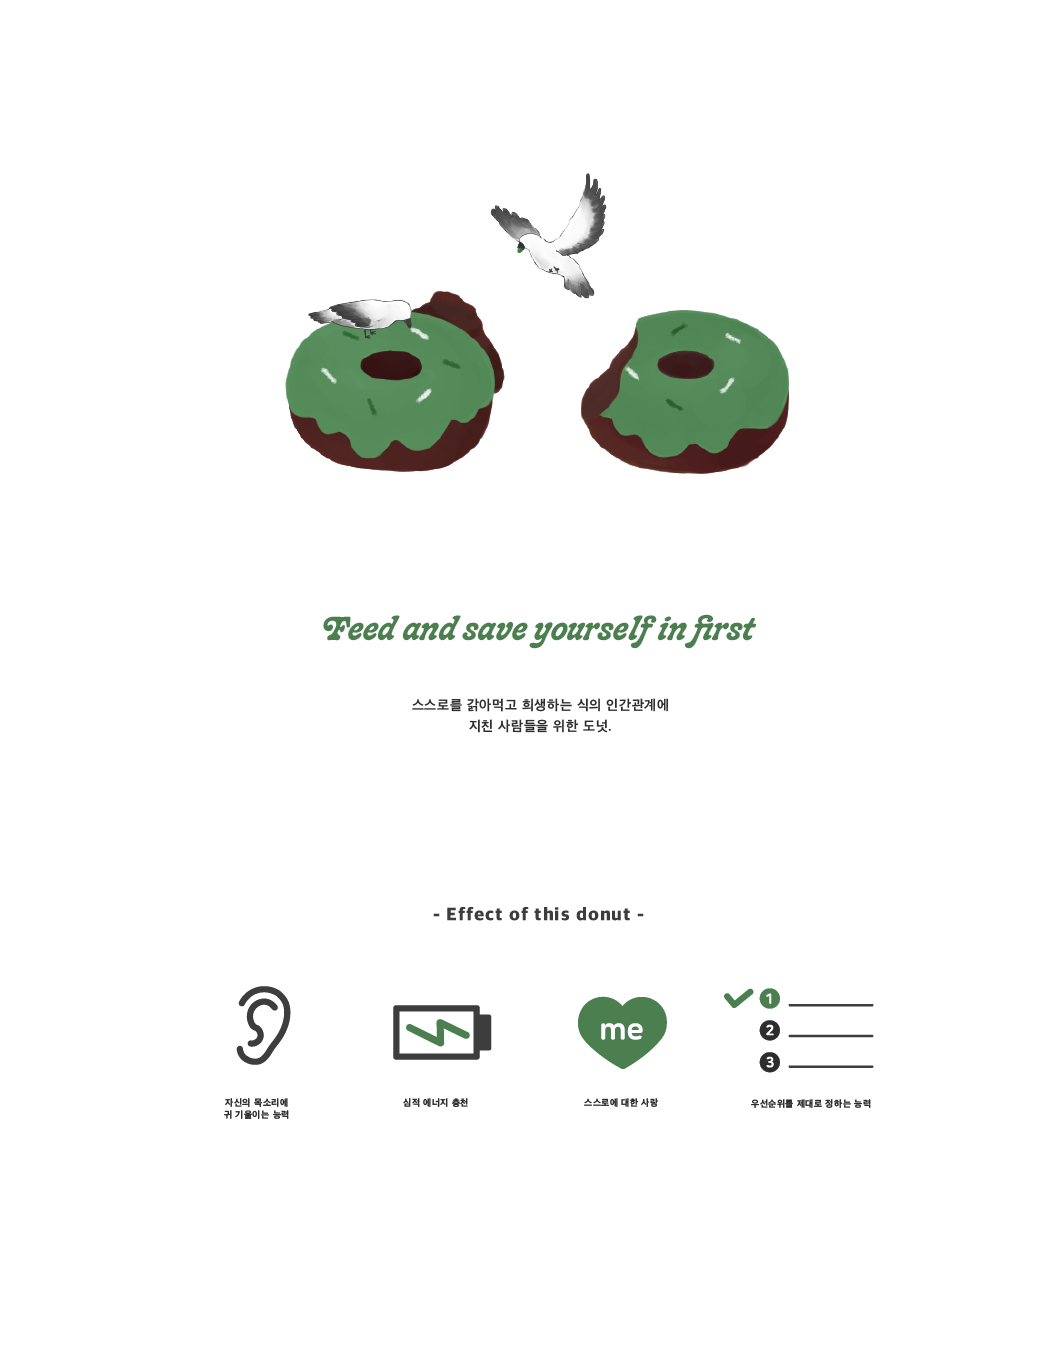 Feed and save yourself in first
스스로를 갉아먹고 희생하는 식의 인간관계에
지친 사람들을 위한 도넛.
- Effect of this donut -
me
1
2
3
자신의 목소리에
귀 기울이는 능력
심적 에너지 충전
스스로에 대한 사랑
우선순위를 제대로 정하는 능력